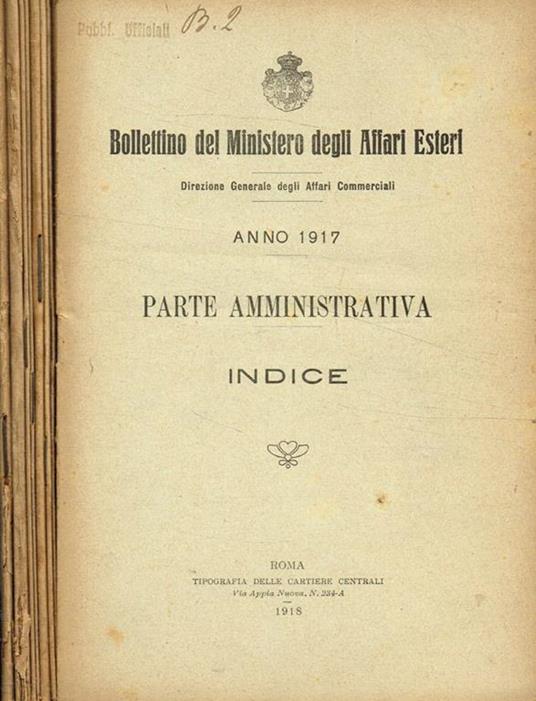 Pubbl. Ufficiali
B. 2
Bollettino del Ministero degli Affari Esteri
Direzione Generale degli Affari Commerciali
ANNO 1917
PARTE AMMINISTRATIVA
INDICE
ROMA
TIPOGRAFIA DELLE CARTIERE CENTRALI
Via Appia Nuova, N. 234-A
1918